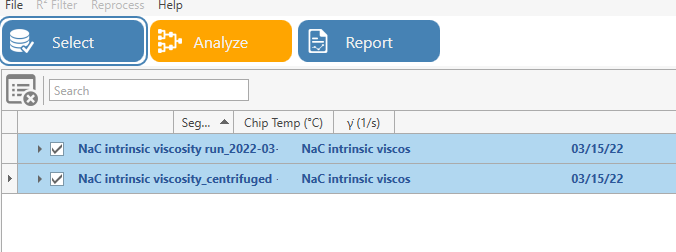 File R² Filter Reprocess Help
Select Analyze Report
Search
Seg... Chip Temp (°C) γ̇ (1/s)
NaC intrinsic viscosity run_2022-03- NaC intrinsic viscos 03/15/22
NaC intrinsic viscosity_centrifuged - NaC intrinsic viscos 03/15/22